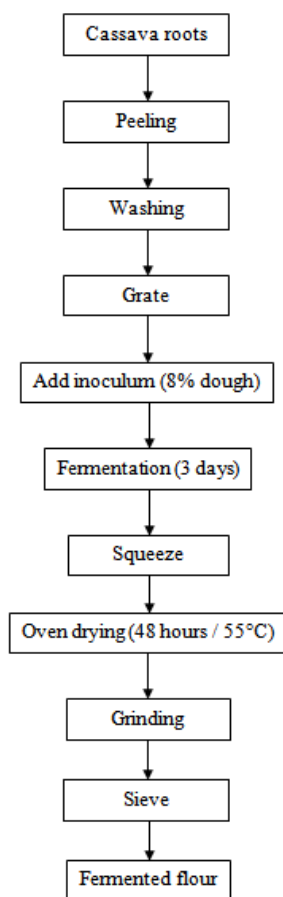 Cassava roots
Peeling
Washing
Grate
Add inoculum (8% dough)
Fermentation (3 days)
Squeeze
Oven drying (48 hours / 55°C)
Grinding
Sieve
Fermented flour